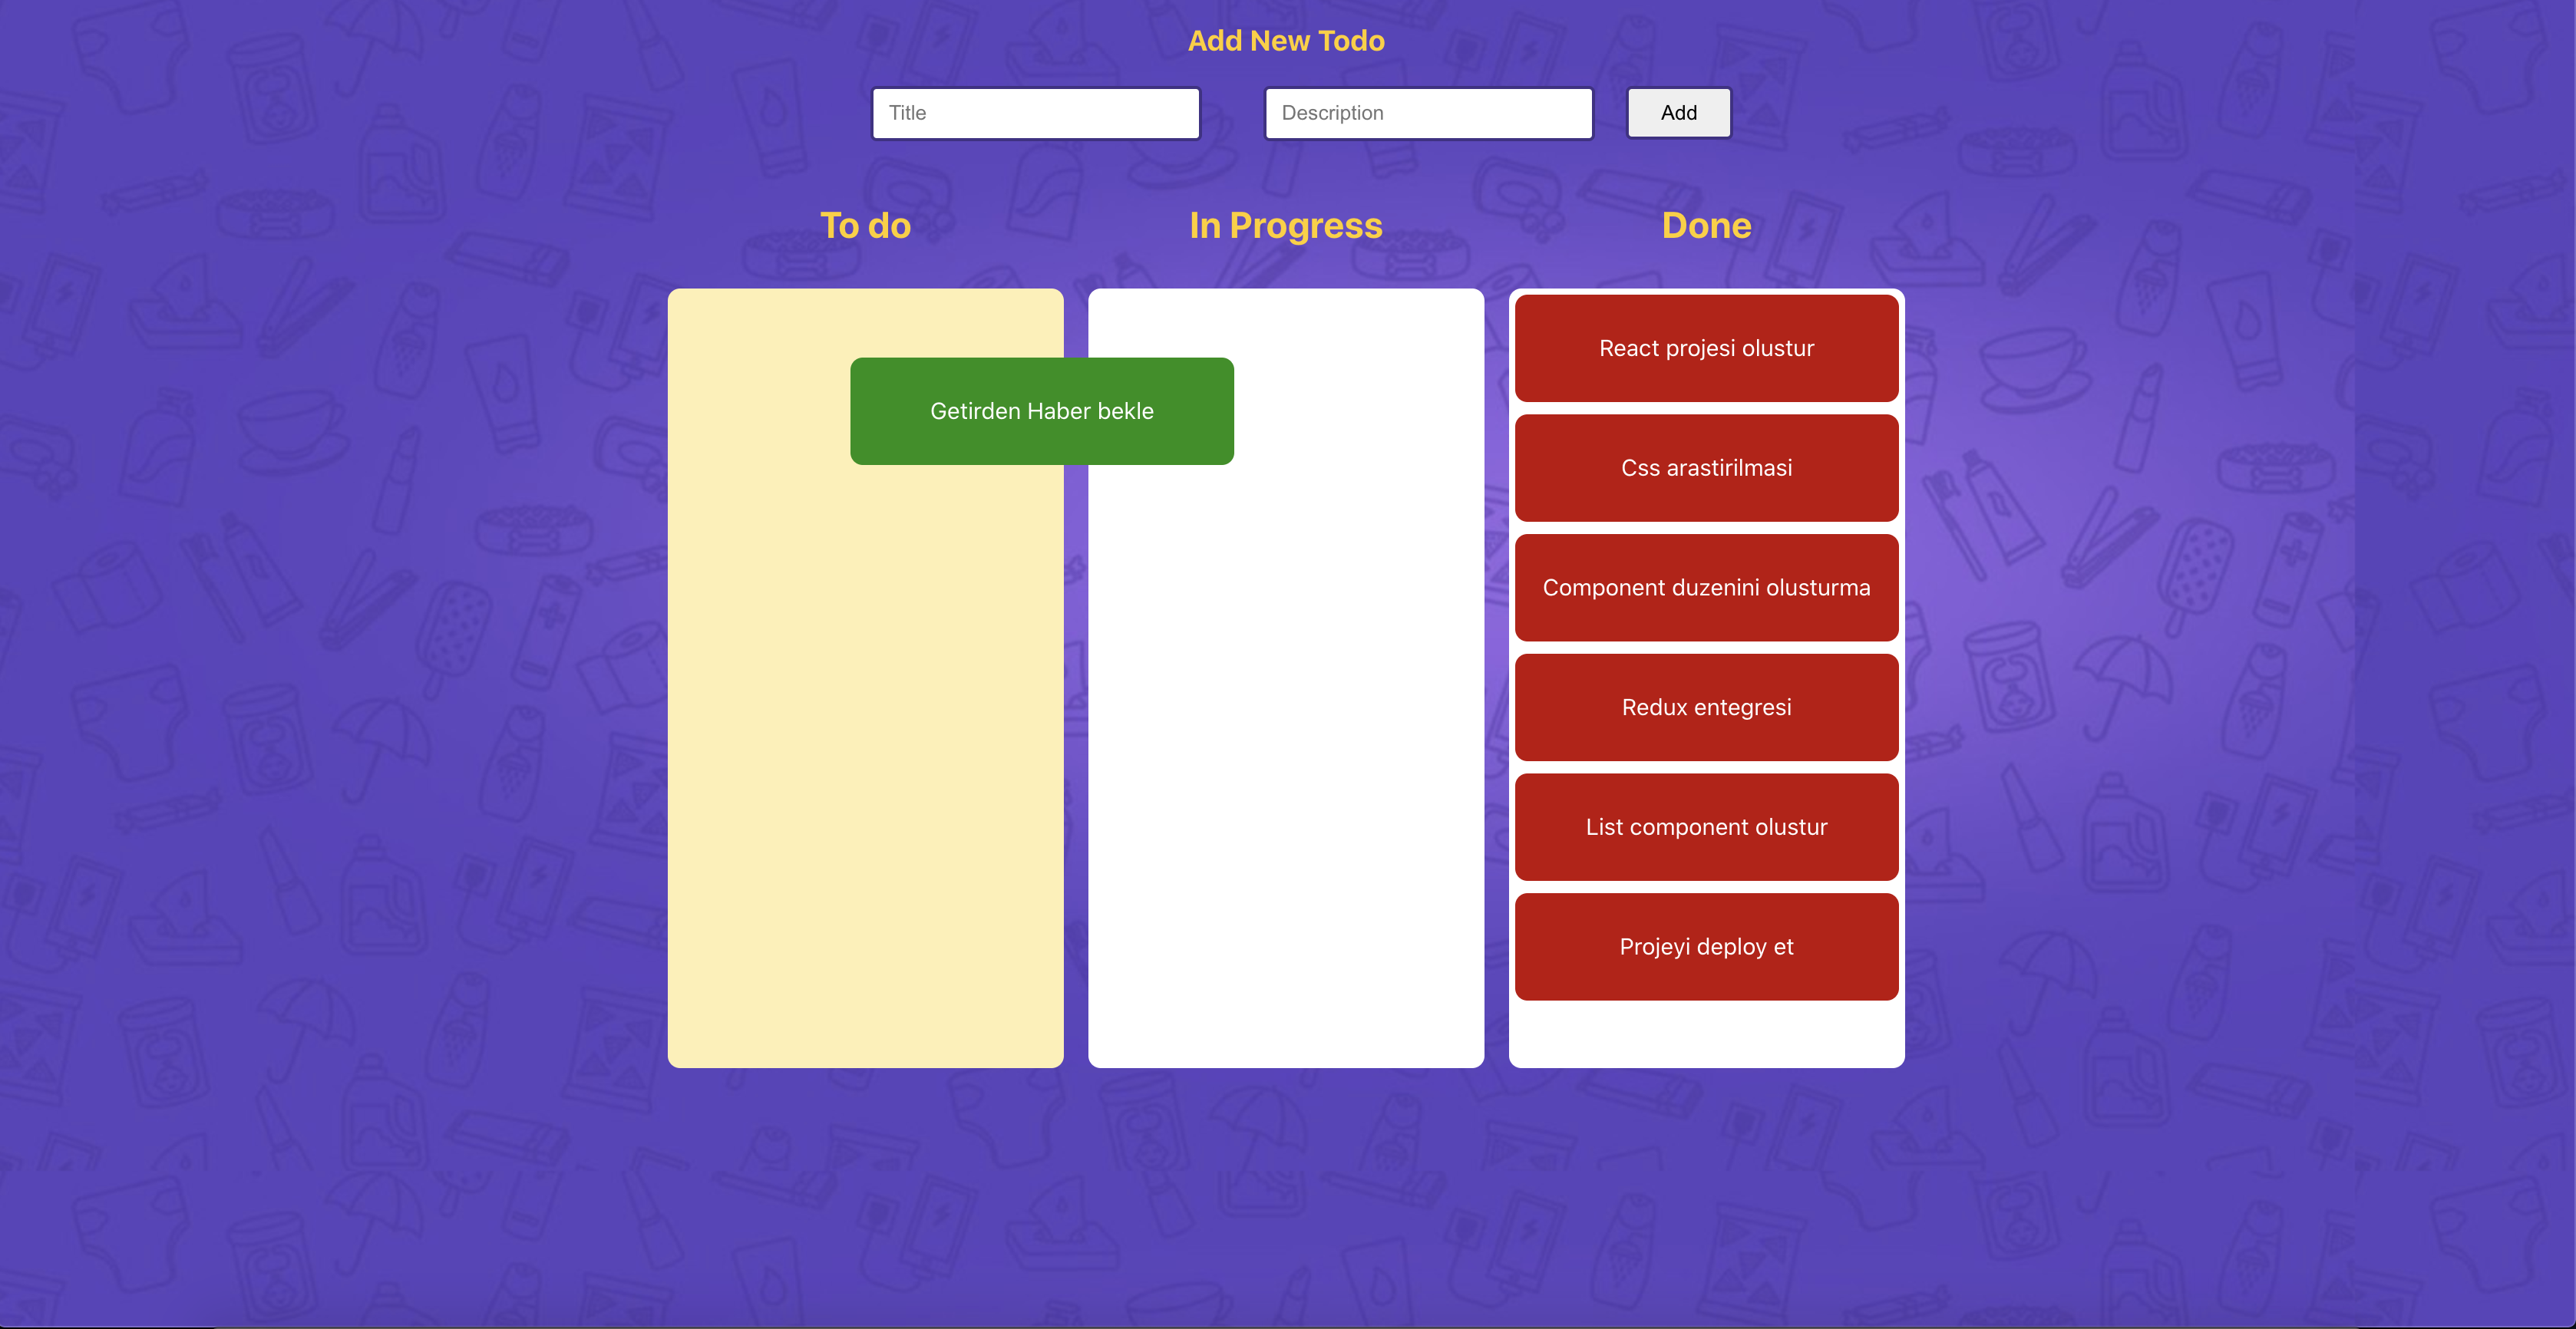 Add New Todo
Title
Description
Add
To do
In Progress
Done
Getirden Haber bekle
React projesi olustur
Css arastirilmasi
Component duzenini olusturma
Redux entegresi
List component olustur
Projeyi deploy et